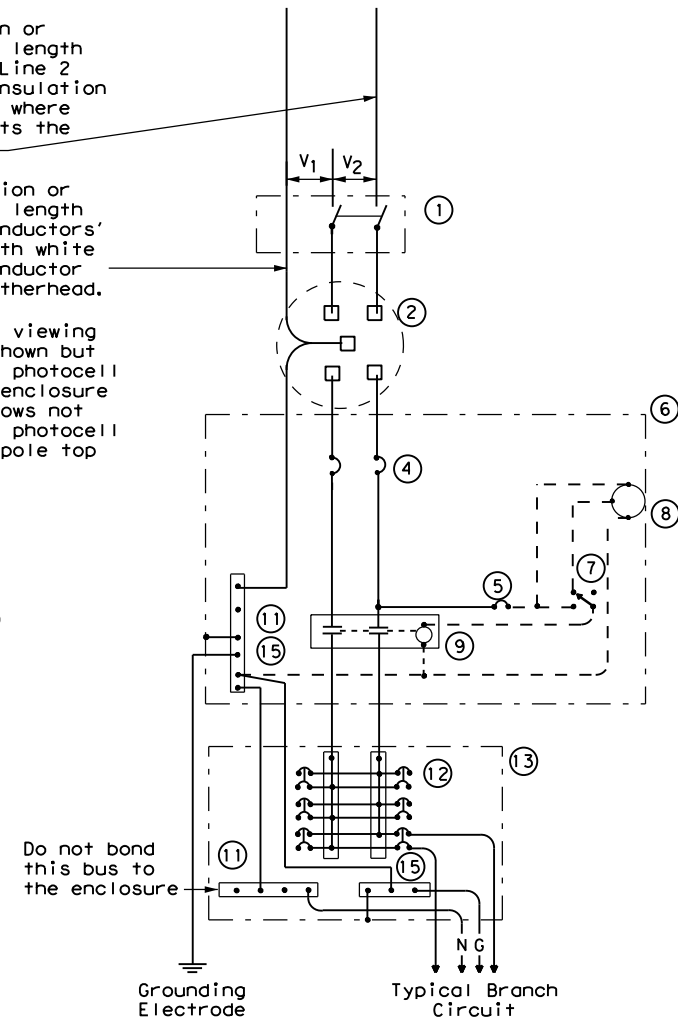 n or
length
Line 2
nsulation
where
ts the
ion or
length
nductors'
th white
nductor
therhead.
viewing
hown but
photocell
enclosure
ows not
photocell
pole top
V1
V2
1
2
6
4
8
7
5
11
15
9
13
12
11
15
Do not bond
this bus to
the enclosure
N G
Grounding
Electrode
Typical Branch
Circuit